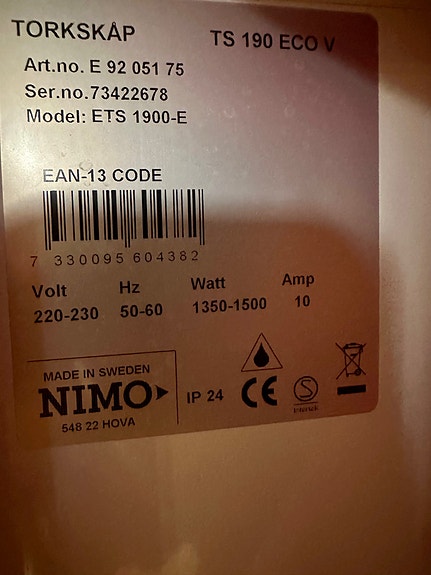 TORKSKÅP TS 190 ECO V
Art.no. E 92 051 75
Ser.no.73422678
Model: ETS 1900-E
EAN-13 CODE
7 330095 604382
Volt Hz Watt Amp
220-230 50-60 1350-1500 10
MADE IN SWEDEN
NIMO
548 22 HOVA
IP 24
CE
S
Intertek